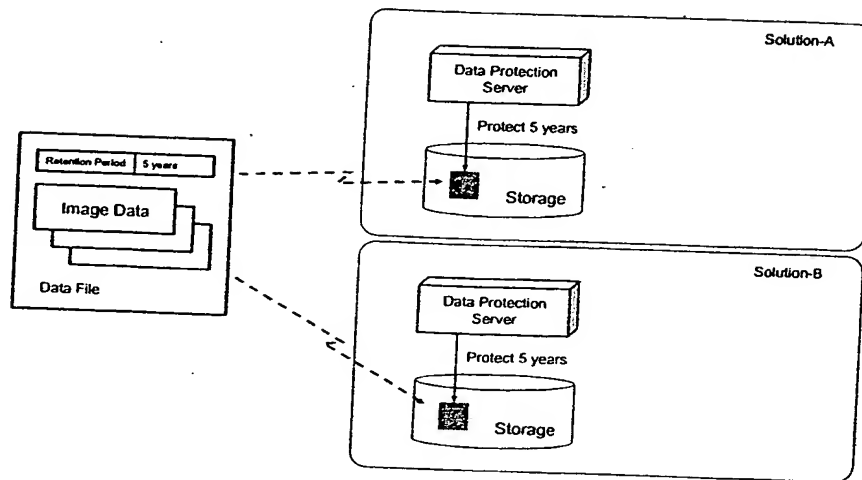 Retention Period 5 years
Image Data
Data File
Solution-A
Data Protection
Server
Protect 5 years
Storage
Solution-B
Data Protection
Server
Protect 5 years
Storage